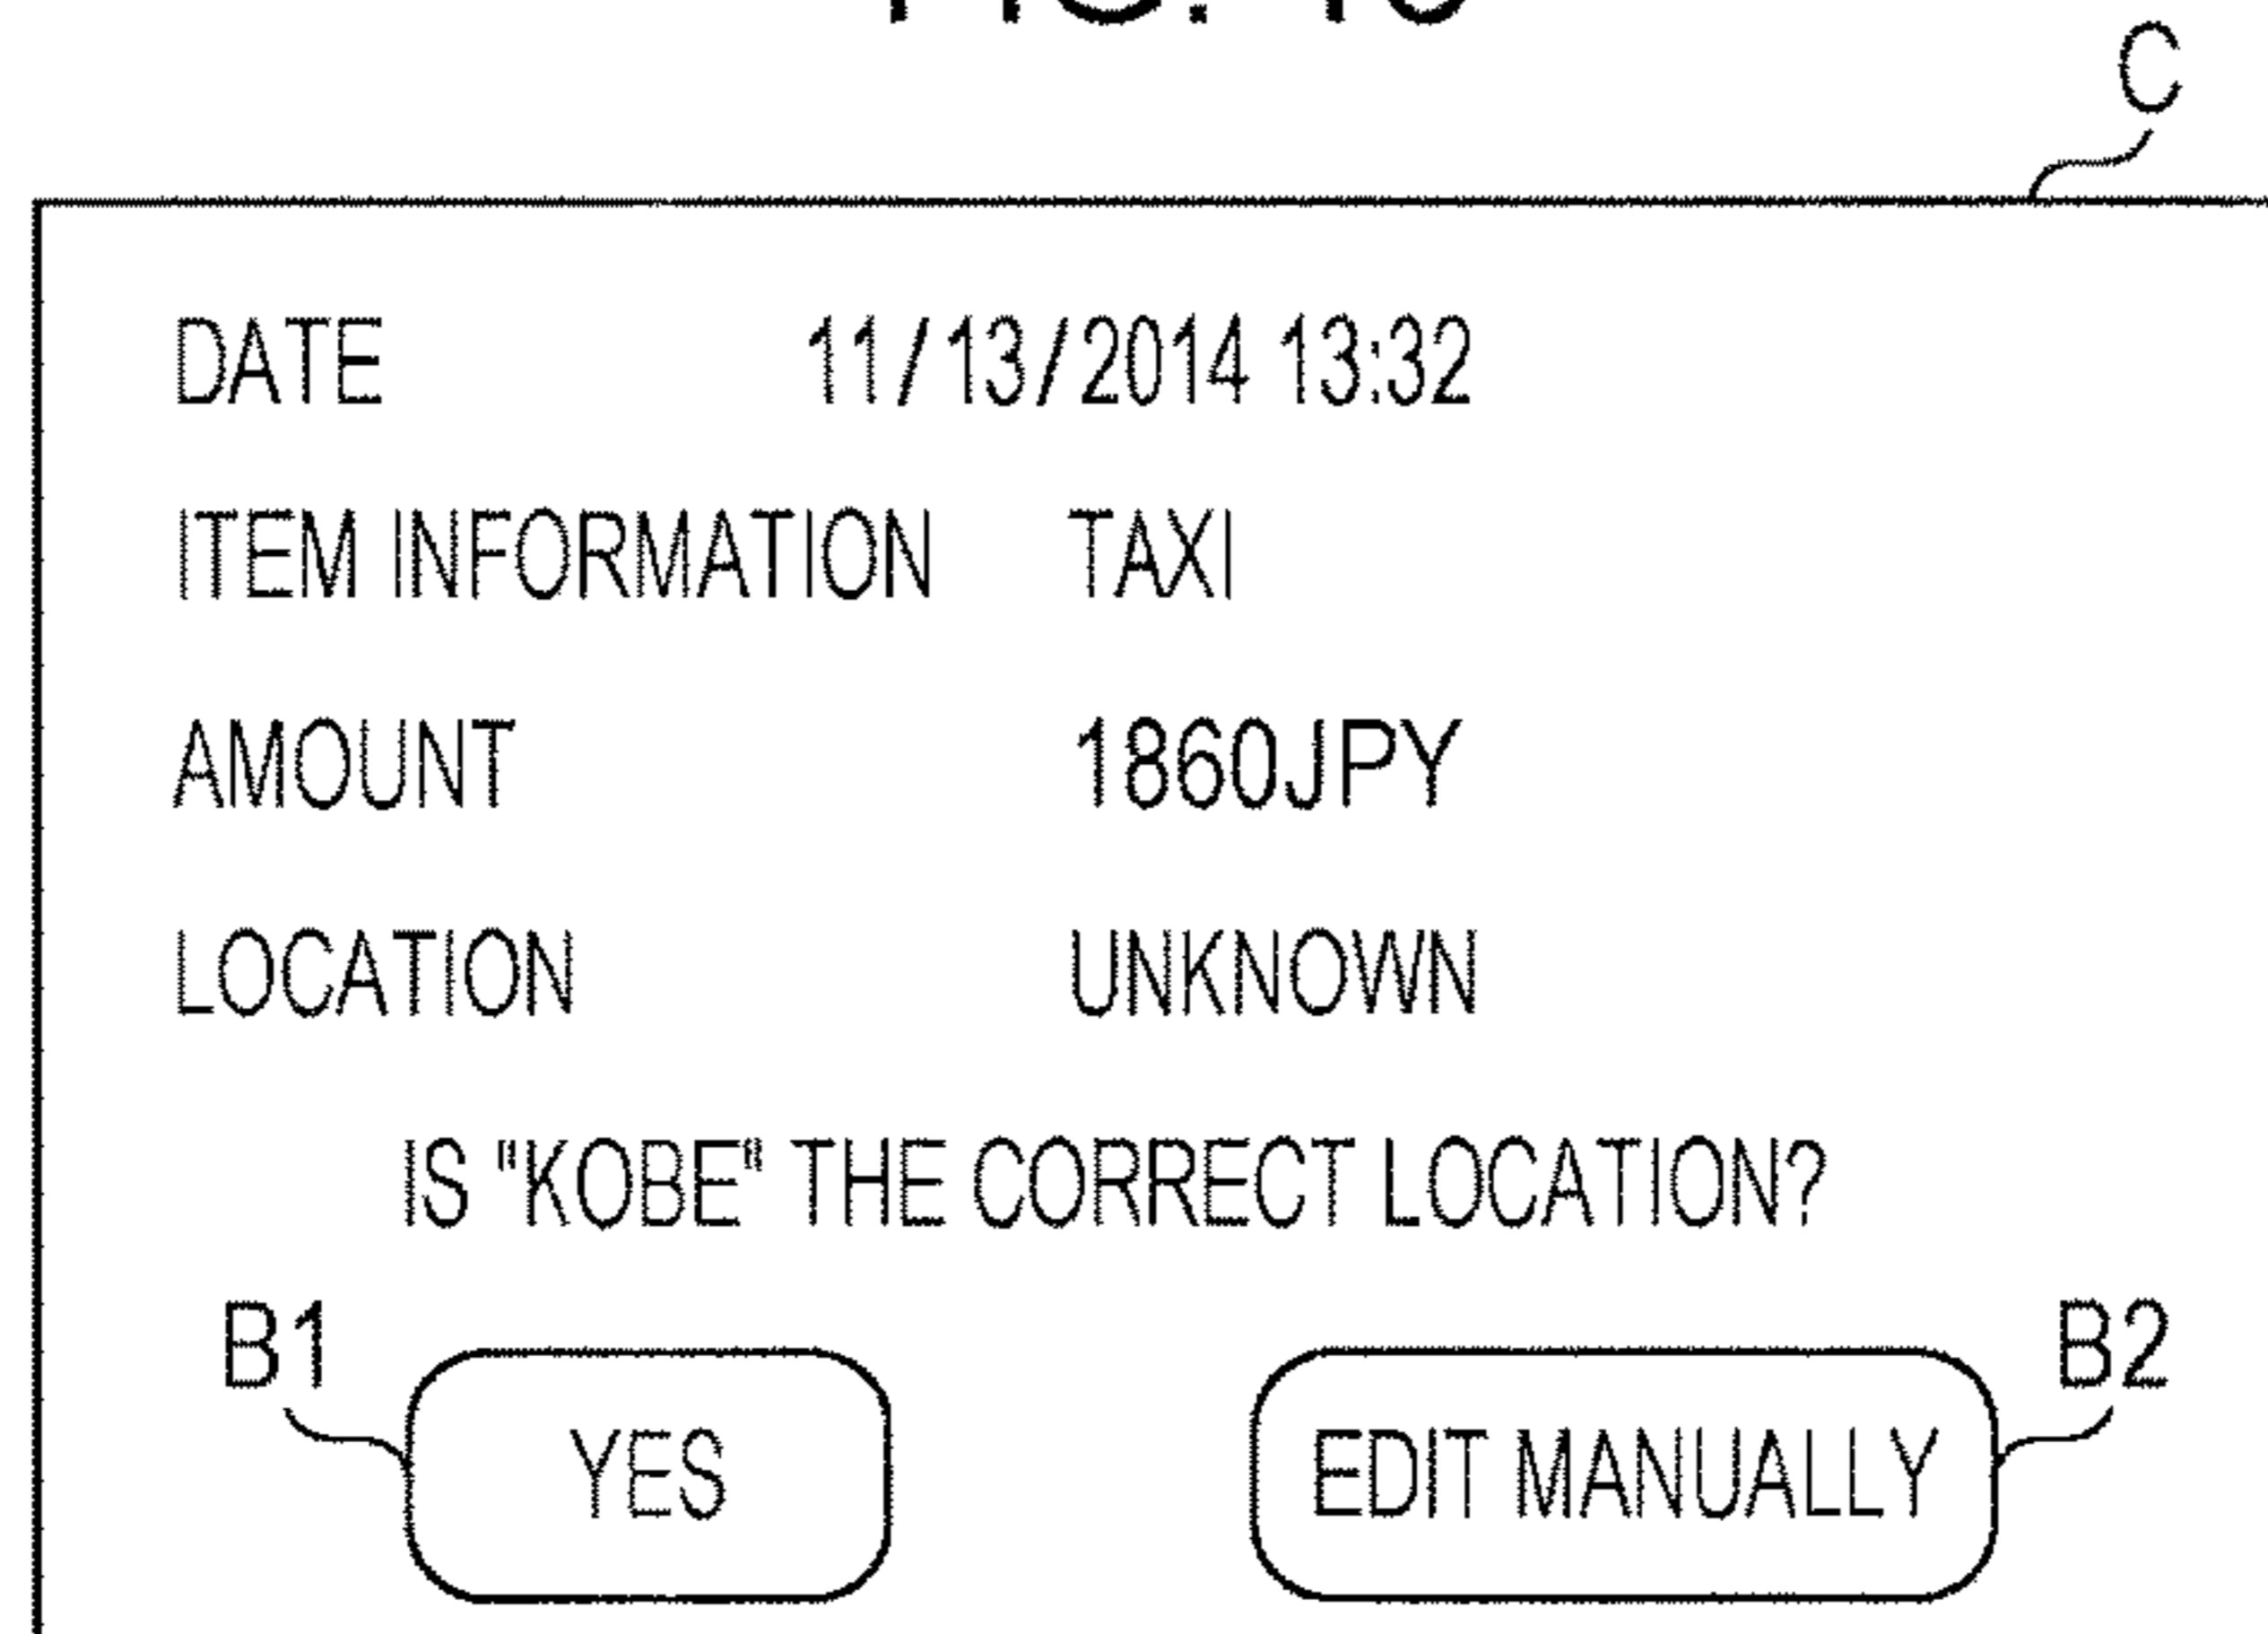 C
DATE 11/13/2014 13:32
ITEM INFORMATION TAXI
AMOUNT 1860JPY
LOCATION UNKNOWN
IS "KOBE" THE CORRECT LOCATION?
B1 B2
YES EDIT MANUALLY